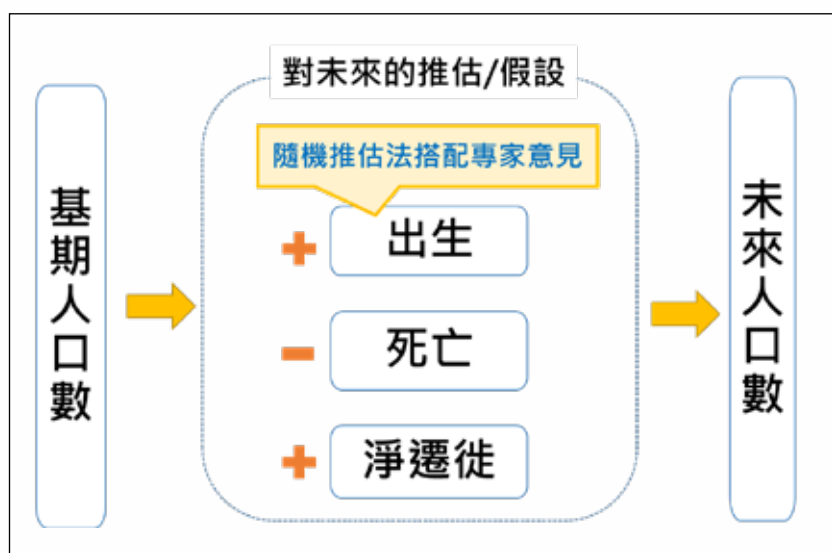 對未來的推估/假設
隨機推估法搭配專家意見
基期人口數
+ 出生
- 死亡
+ 淨遷徙
未來人口數